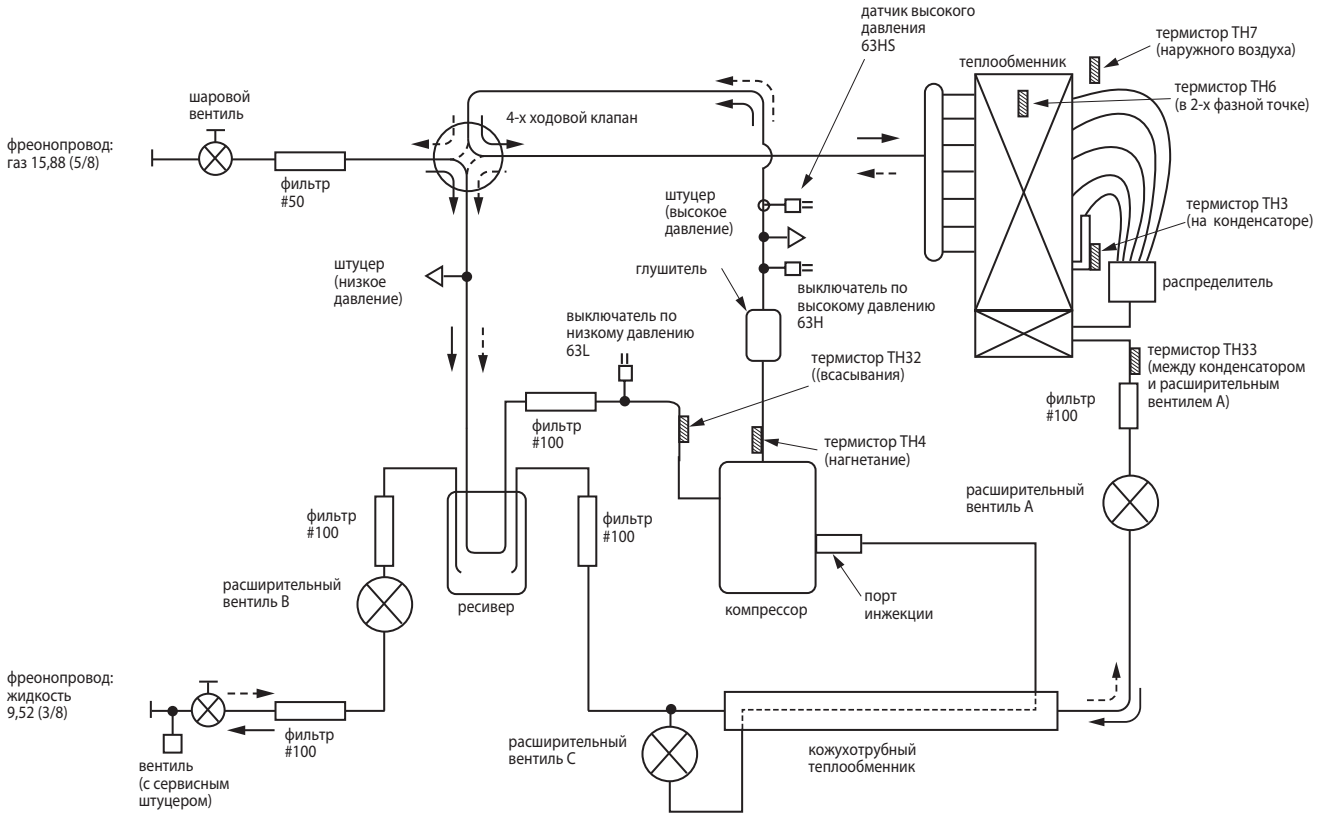 датчик высокого
давления
63HS
термистор TH7
(наружного воздуха)
теплообменник
термистор TH6
(в 2-х фазной точке)
шаровой
вентиль
4-х ходовой клапан
фреонопровод:
газ 15,88 (5/8)
фильтр
#50
штуцер
(высокое
давление)
термистор TH3
(на конденсаторе)
штуцер
(низкое
давление)
глушитель
распределитель
выключатель по
высокому давлению
63H
выключатель по
низкому давлению
63L
термистор TH32
((всасывания)
термистор TH33
(между конденсатором
и расширительным
вентилем A)
фильтр
#100
фильтр
#100
термистор TH4
(нагнетание)
расширительный
вентиль A
фильтр
#100
фильтр
#100
расширительный
вентиль B
ресивер
компрессор
порт
инжекции
фреонопровод:
жидкость
9,52 (3/8)
фильтр
#100
расширительный
вентиль C
кожухотрубный
теплообменник
вентиль
(с сервисным
штуцером)